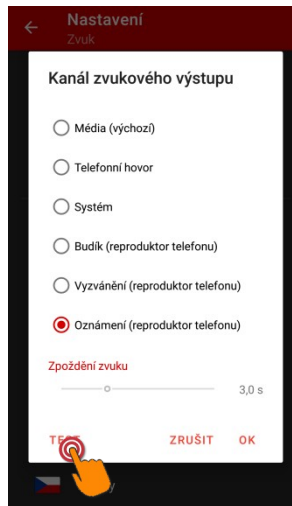 Nastavení
Zvuk
Kanál zvukového výstupu
Média (výchozí)
Telefonní hovor
Systém
Budík (reproduktor telefonu)
Vyzvánění (reproduktor telefonu)
Oznámení (reproduktor telefonu)
Zpoždění zvuku
3,0 s
ZRUŠIT
OK